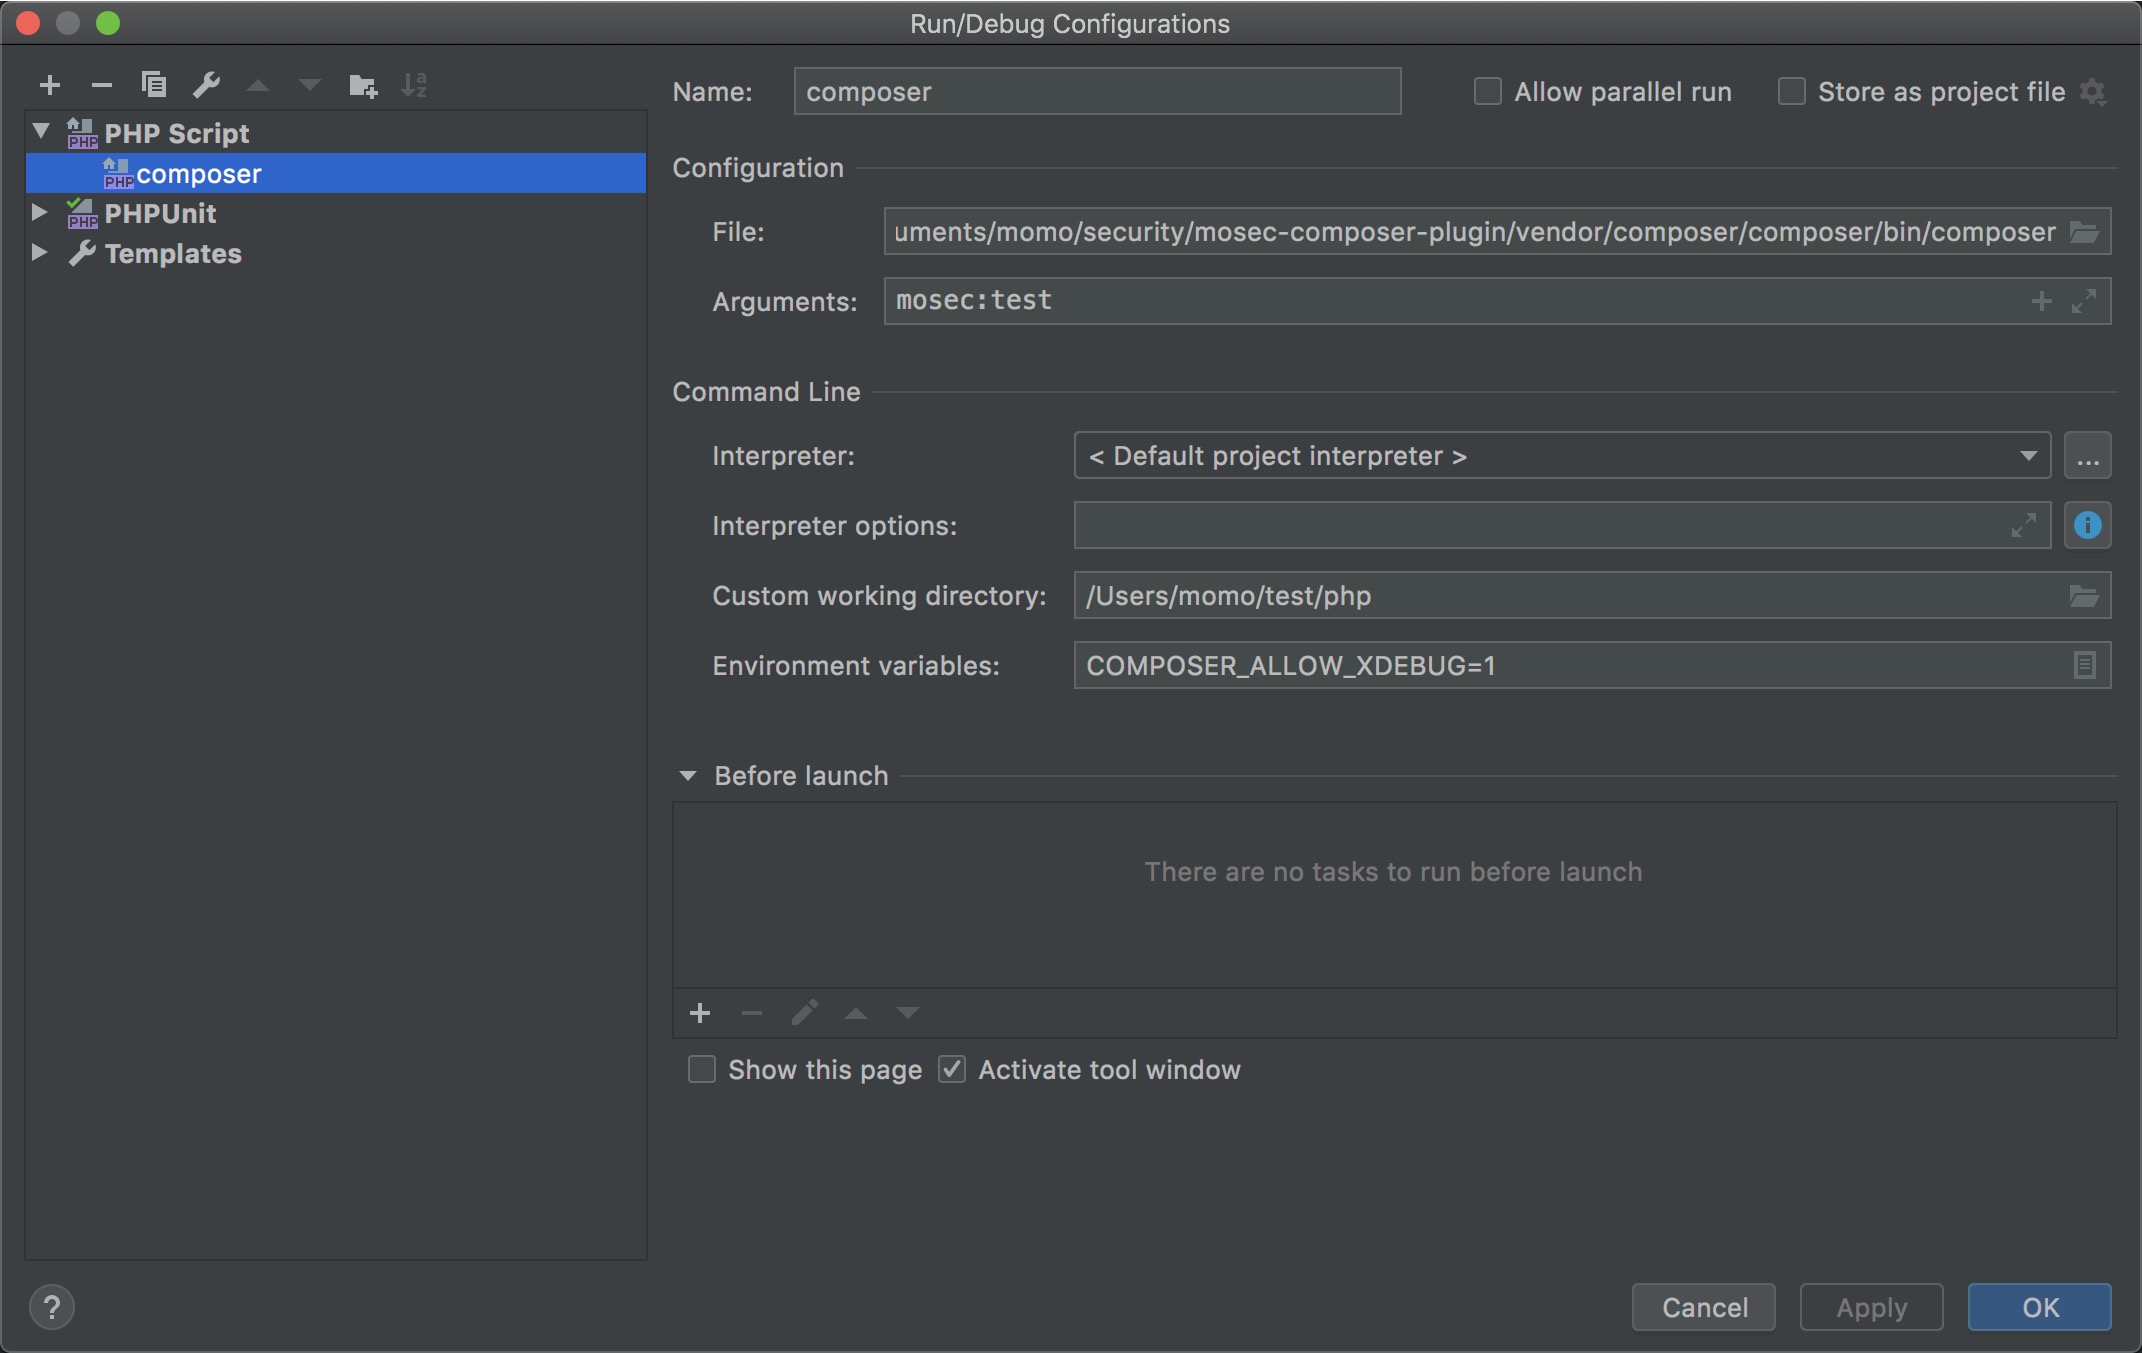 Run/Debug Configurations
PHP Script
composer
PHPUnit
Templates
Name: composer
Allow parallel run
Store as project file
Configuration
File: uments/momo/security/mosec-composer-plugin/vendor/composer/composer/bin/composer
Arguments: mosec:test
Command Line
Interpreter: < Default project interpreter > ...
Interpreter options:
Custom working directory: /Users/momo/test/php
Environment variables: COMPOSER_ALLOW_XDEBUG=1
Before launch
There are no tasks to run before launch
Show this page
Activate tool window
? Cancel Apply OK